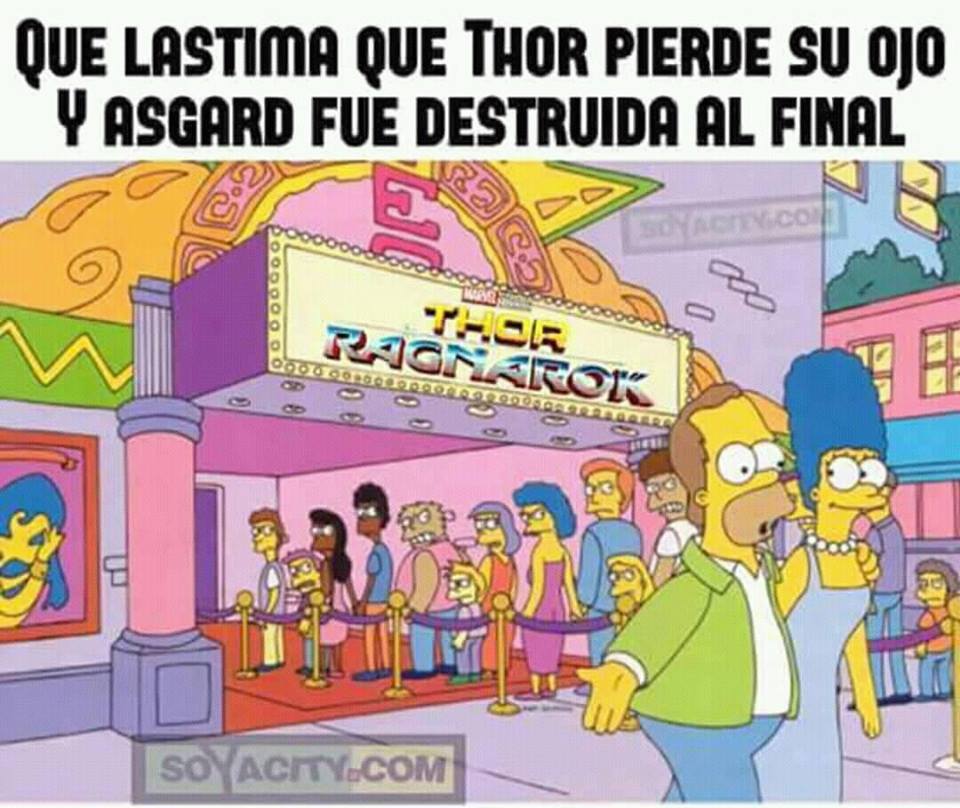 QUE LASTIMA QUE THOR PIERDE SU OJO
Y ASGARD FUE DESTRUIDA AL FINAL
SOYACITY.COM
MARVEL STUDIOS
THOR
RAGNAROK
SOYACITY.COM